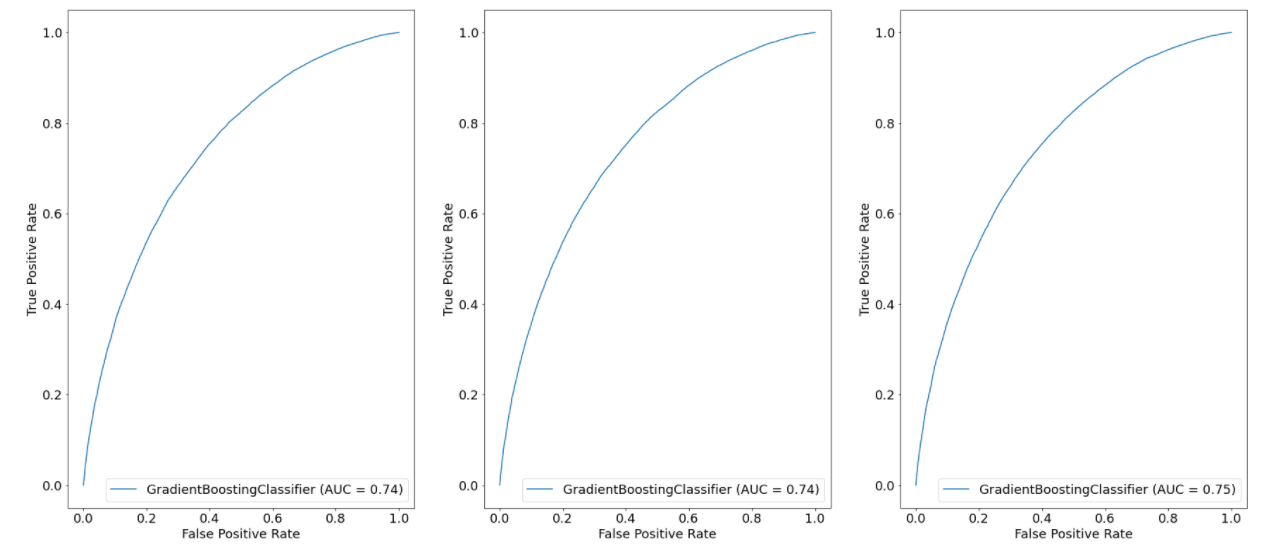 1.0
0.8
0.6
0.4
0.2
0.0
True Positive Rate
GradientBoostingClassifier (AUC = 0.74)
0.0 0.2 0.4 0.6 0.8 1.0
False Positive Rate
1.0
0.8
0.6
0.4
0.2
0.0
True Positive Rate
GradientBoostingClassifier (AUC = 0.74)
0.0 0.2 0.4 0.6 0.8 1.0
False Positive Rate
1.0
0.8
0.6
0.4
0.2
0.0
True Positive Rate
GradientBoostingClassifier (AUC = 0.75)
0.0 0.2 0.4 0.6 0.8 1.0
False Positive Rate